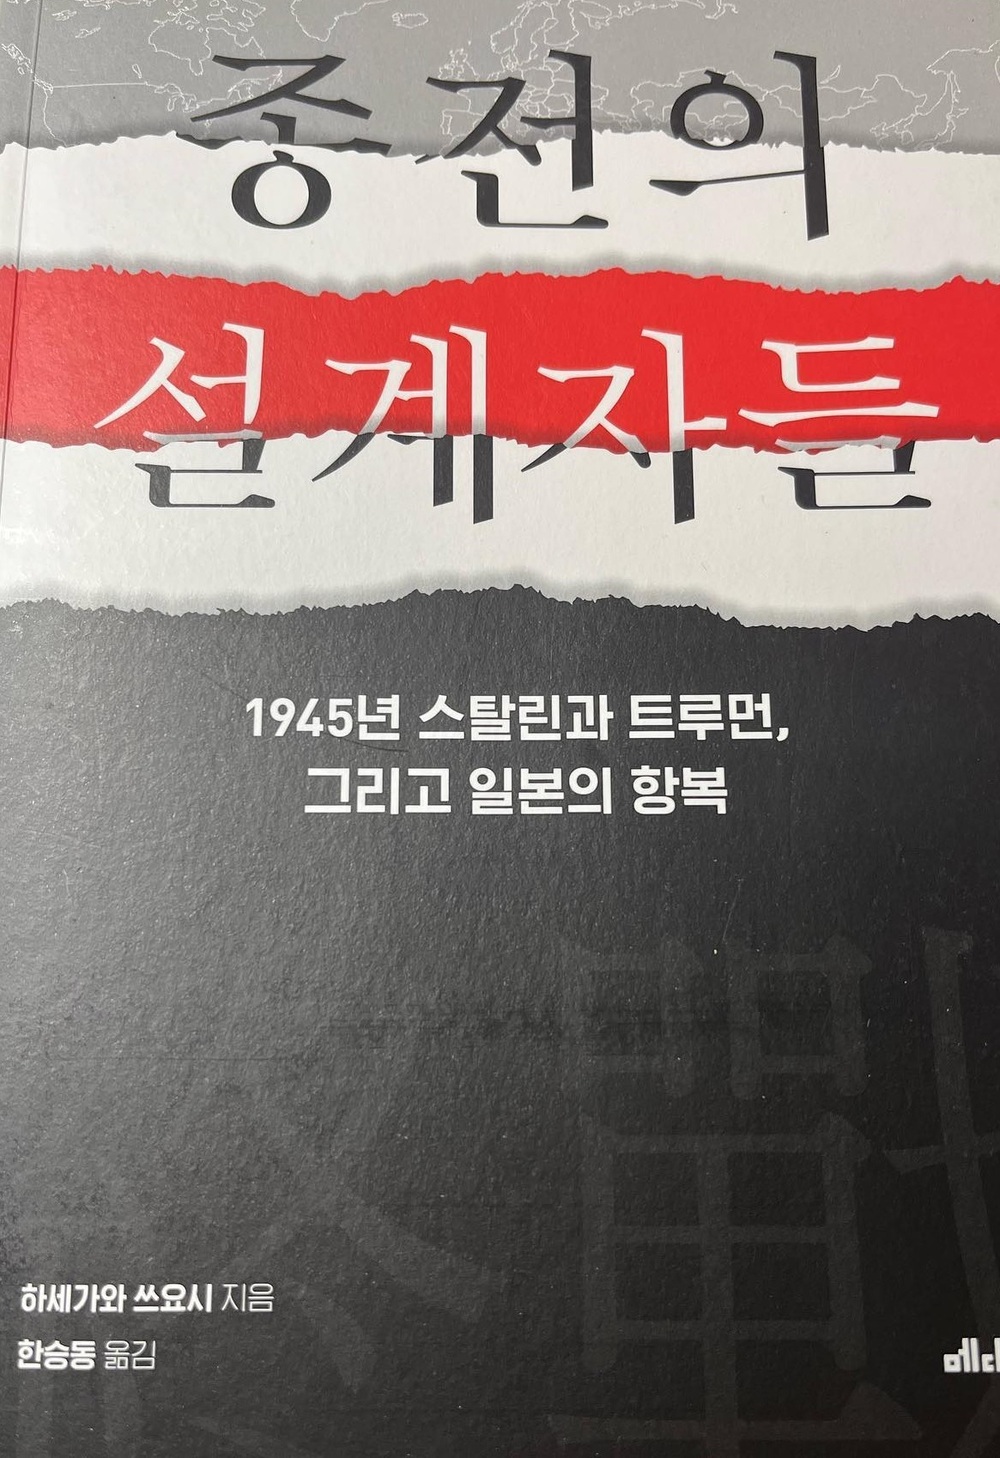 종전의
설계자들
1945년 스탈린과 트루먼,
그리고 일본의 항복
하세가와 쓰요시 지음
한승동 옮김